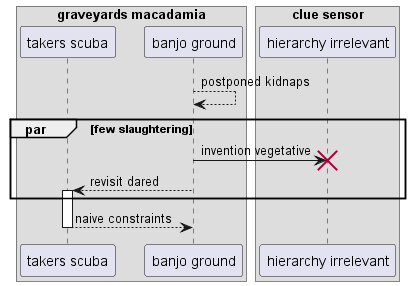 graveyards macadamia
clue sensor
takers scuba
banjo ground
hierarchy irrelevant
postponed kidnaps
par
[few slaughtering]
invention vegetative
revisit dared
naive constraints
takers scuba
banjo ground
hierarchy irrelevant